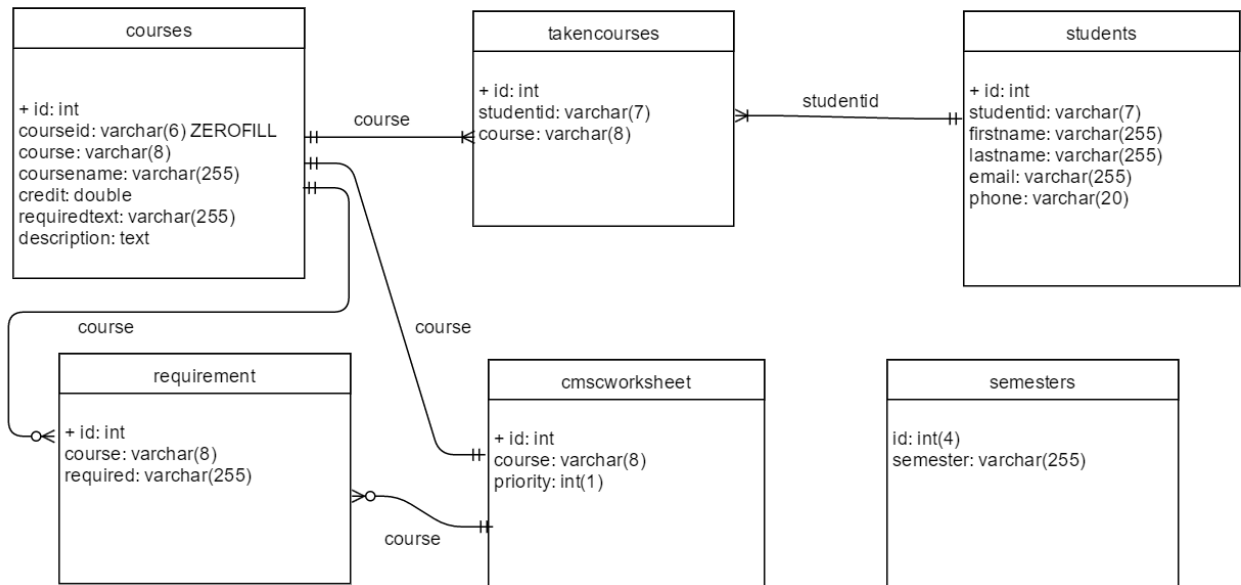 courses
+ id: int
courseid: varchar(6) ZEROFILL
course: varchar(8)
coursename: varchar(255)
credit: double
requiredtext: varchar(255)
description: text
course
takencourses
+ id: int
studentid: varchar(7)
course: varchar(8)
studentid
students
+ id: int
studentid: varchar(7)
firstname: varchar(255)
lastname: varchar(255)
email: varchar(255)
phone: varchar(20)
course
course
requirement
+ id: int
course: varchar(8)
required: varchar(255)
course
cmscworksheet
+ id: int
course: varchar(8)
priority: int(1)
semesters
id: int(4)
semester: varchar(255)